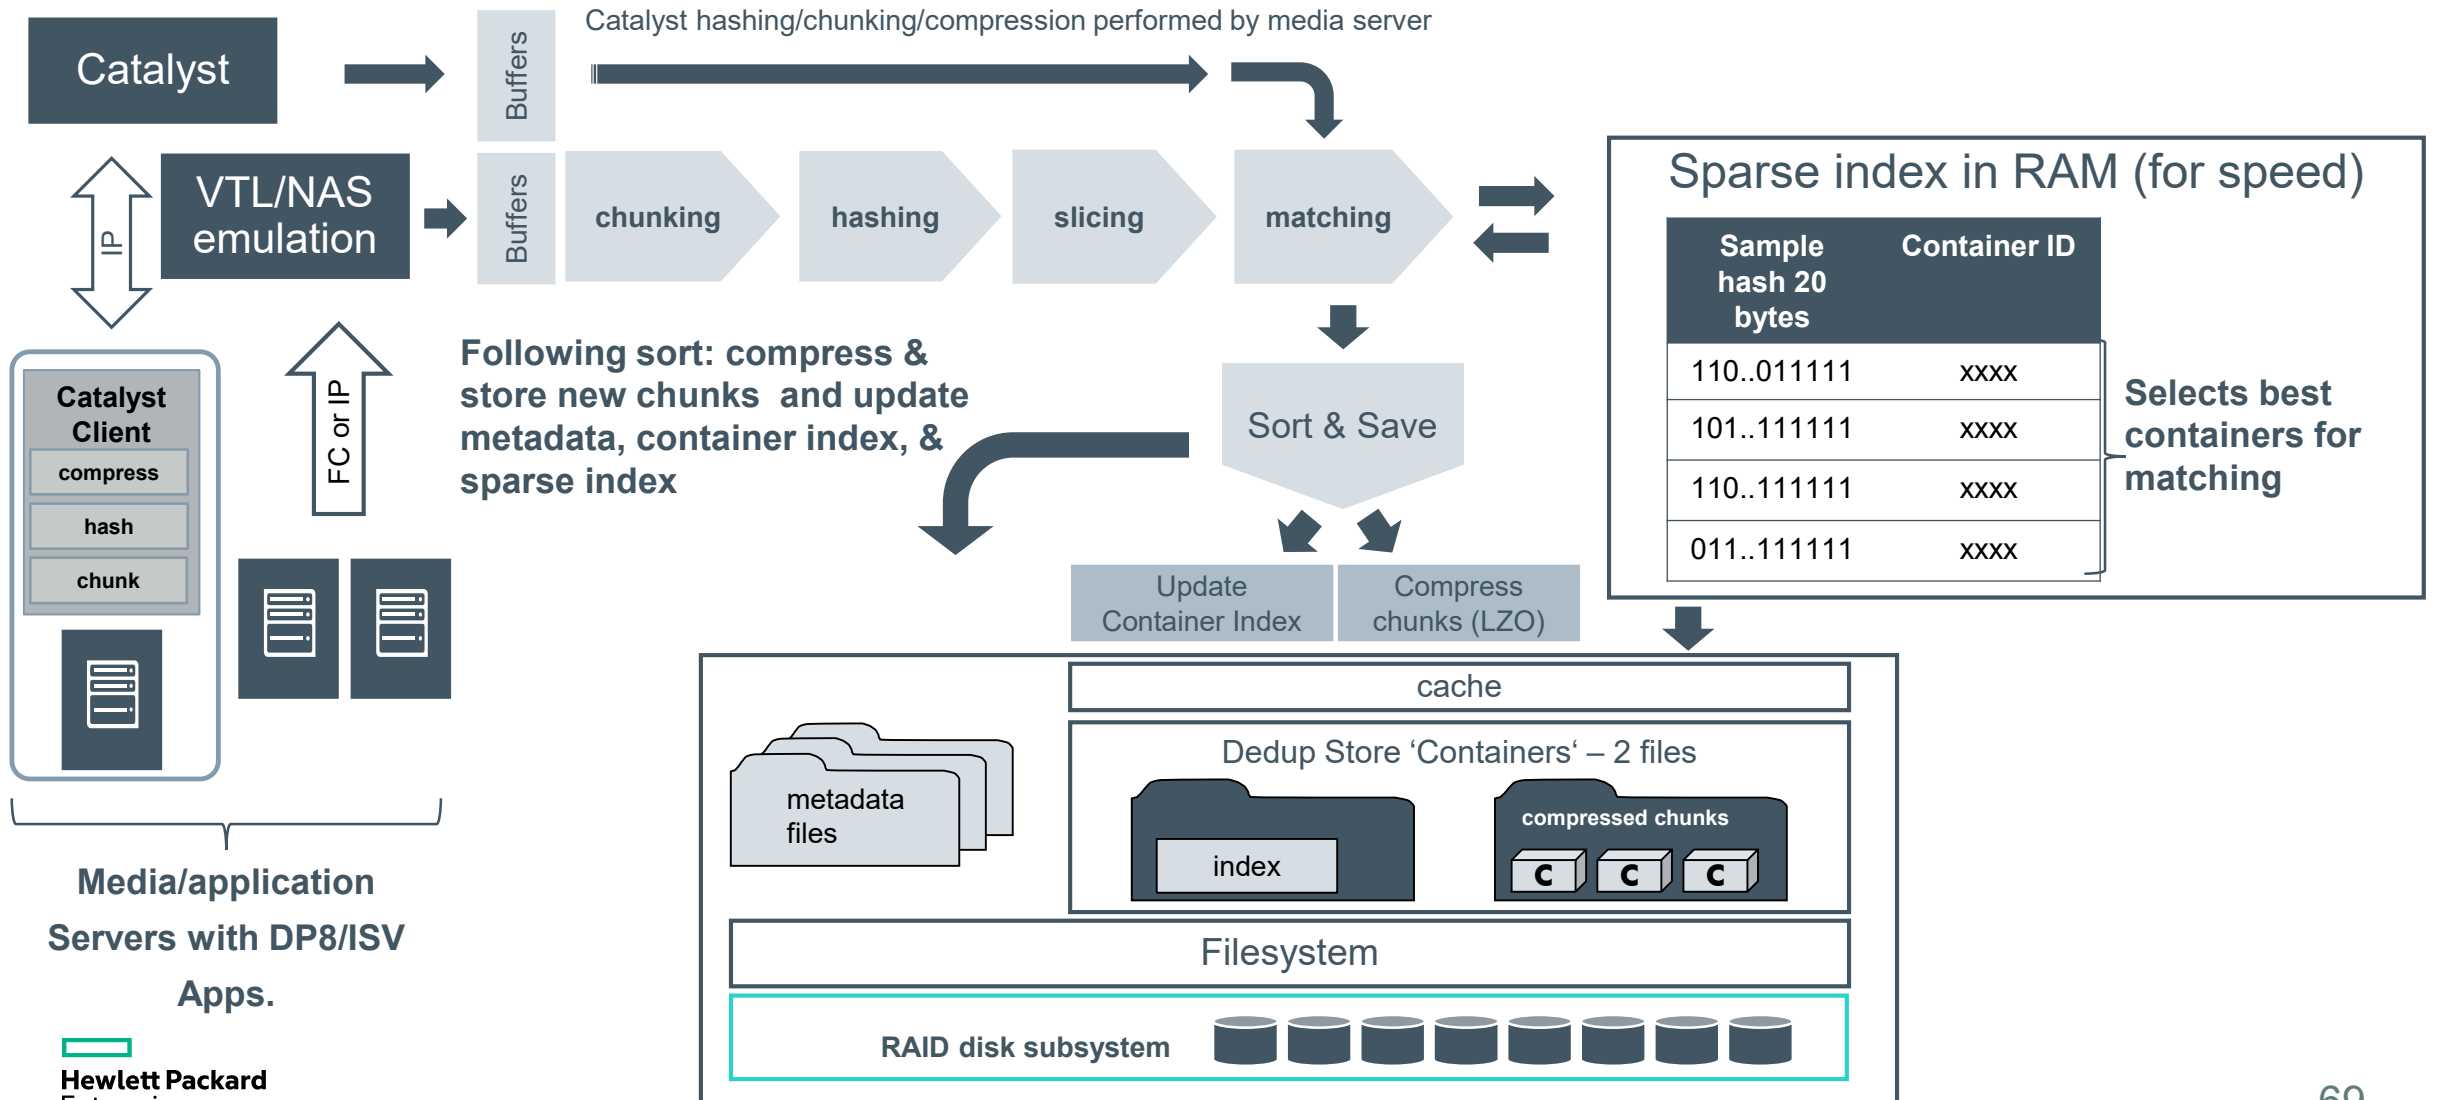 Catalyst hashing/chunking/compression performed by media server
Catalyst
Buffers
VTL/NAS
emulation
Buffers
chunking
hashing
slicing
matching
IP
FC or IP
Catalyst
Client
compress
hash
chunk
Following sort: compress &
store new chunks and update
metadata, container index, &
sparse index
Sort & Save
Update
Container Index
Compress
chunks (LZO)
Sparse index in RAM (for speed)
Sample
hash 20
bytes
Container ID
110..011111 xxxx
101..111111 xxxx
110..111111 xxxx
011..111111 xxxx
Selects best
containers for
matching
cache
Dedup Store ‘Containers‘ – 2 files
metadata
files
index
compressed chunks
C C C
Filesystem
RAID disk subsystem
Media/application
Servers with DP8/ISV
Apps.
Hewlett Packard